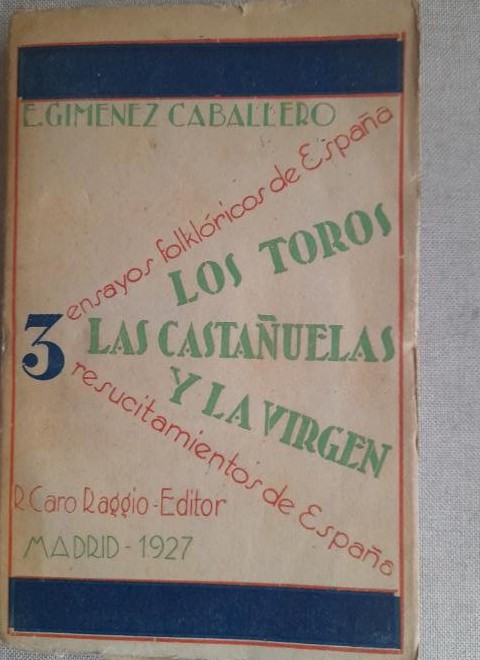 E. GIMENEZ CABALLERO
3
ensayos folklóricos de España
LOS TOROS
LAS CASTAÑUELAS
Y LA VIRGEN
resucitamientos de España
R. Caro Raggio - Editor
MADRID - 1927